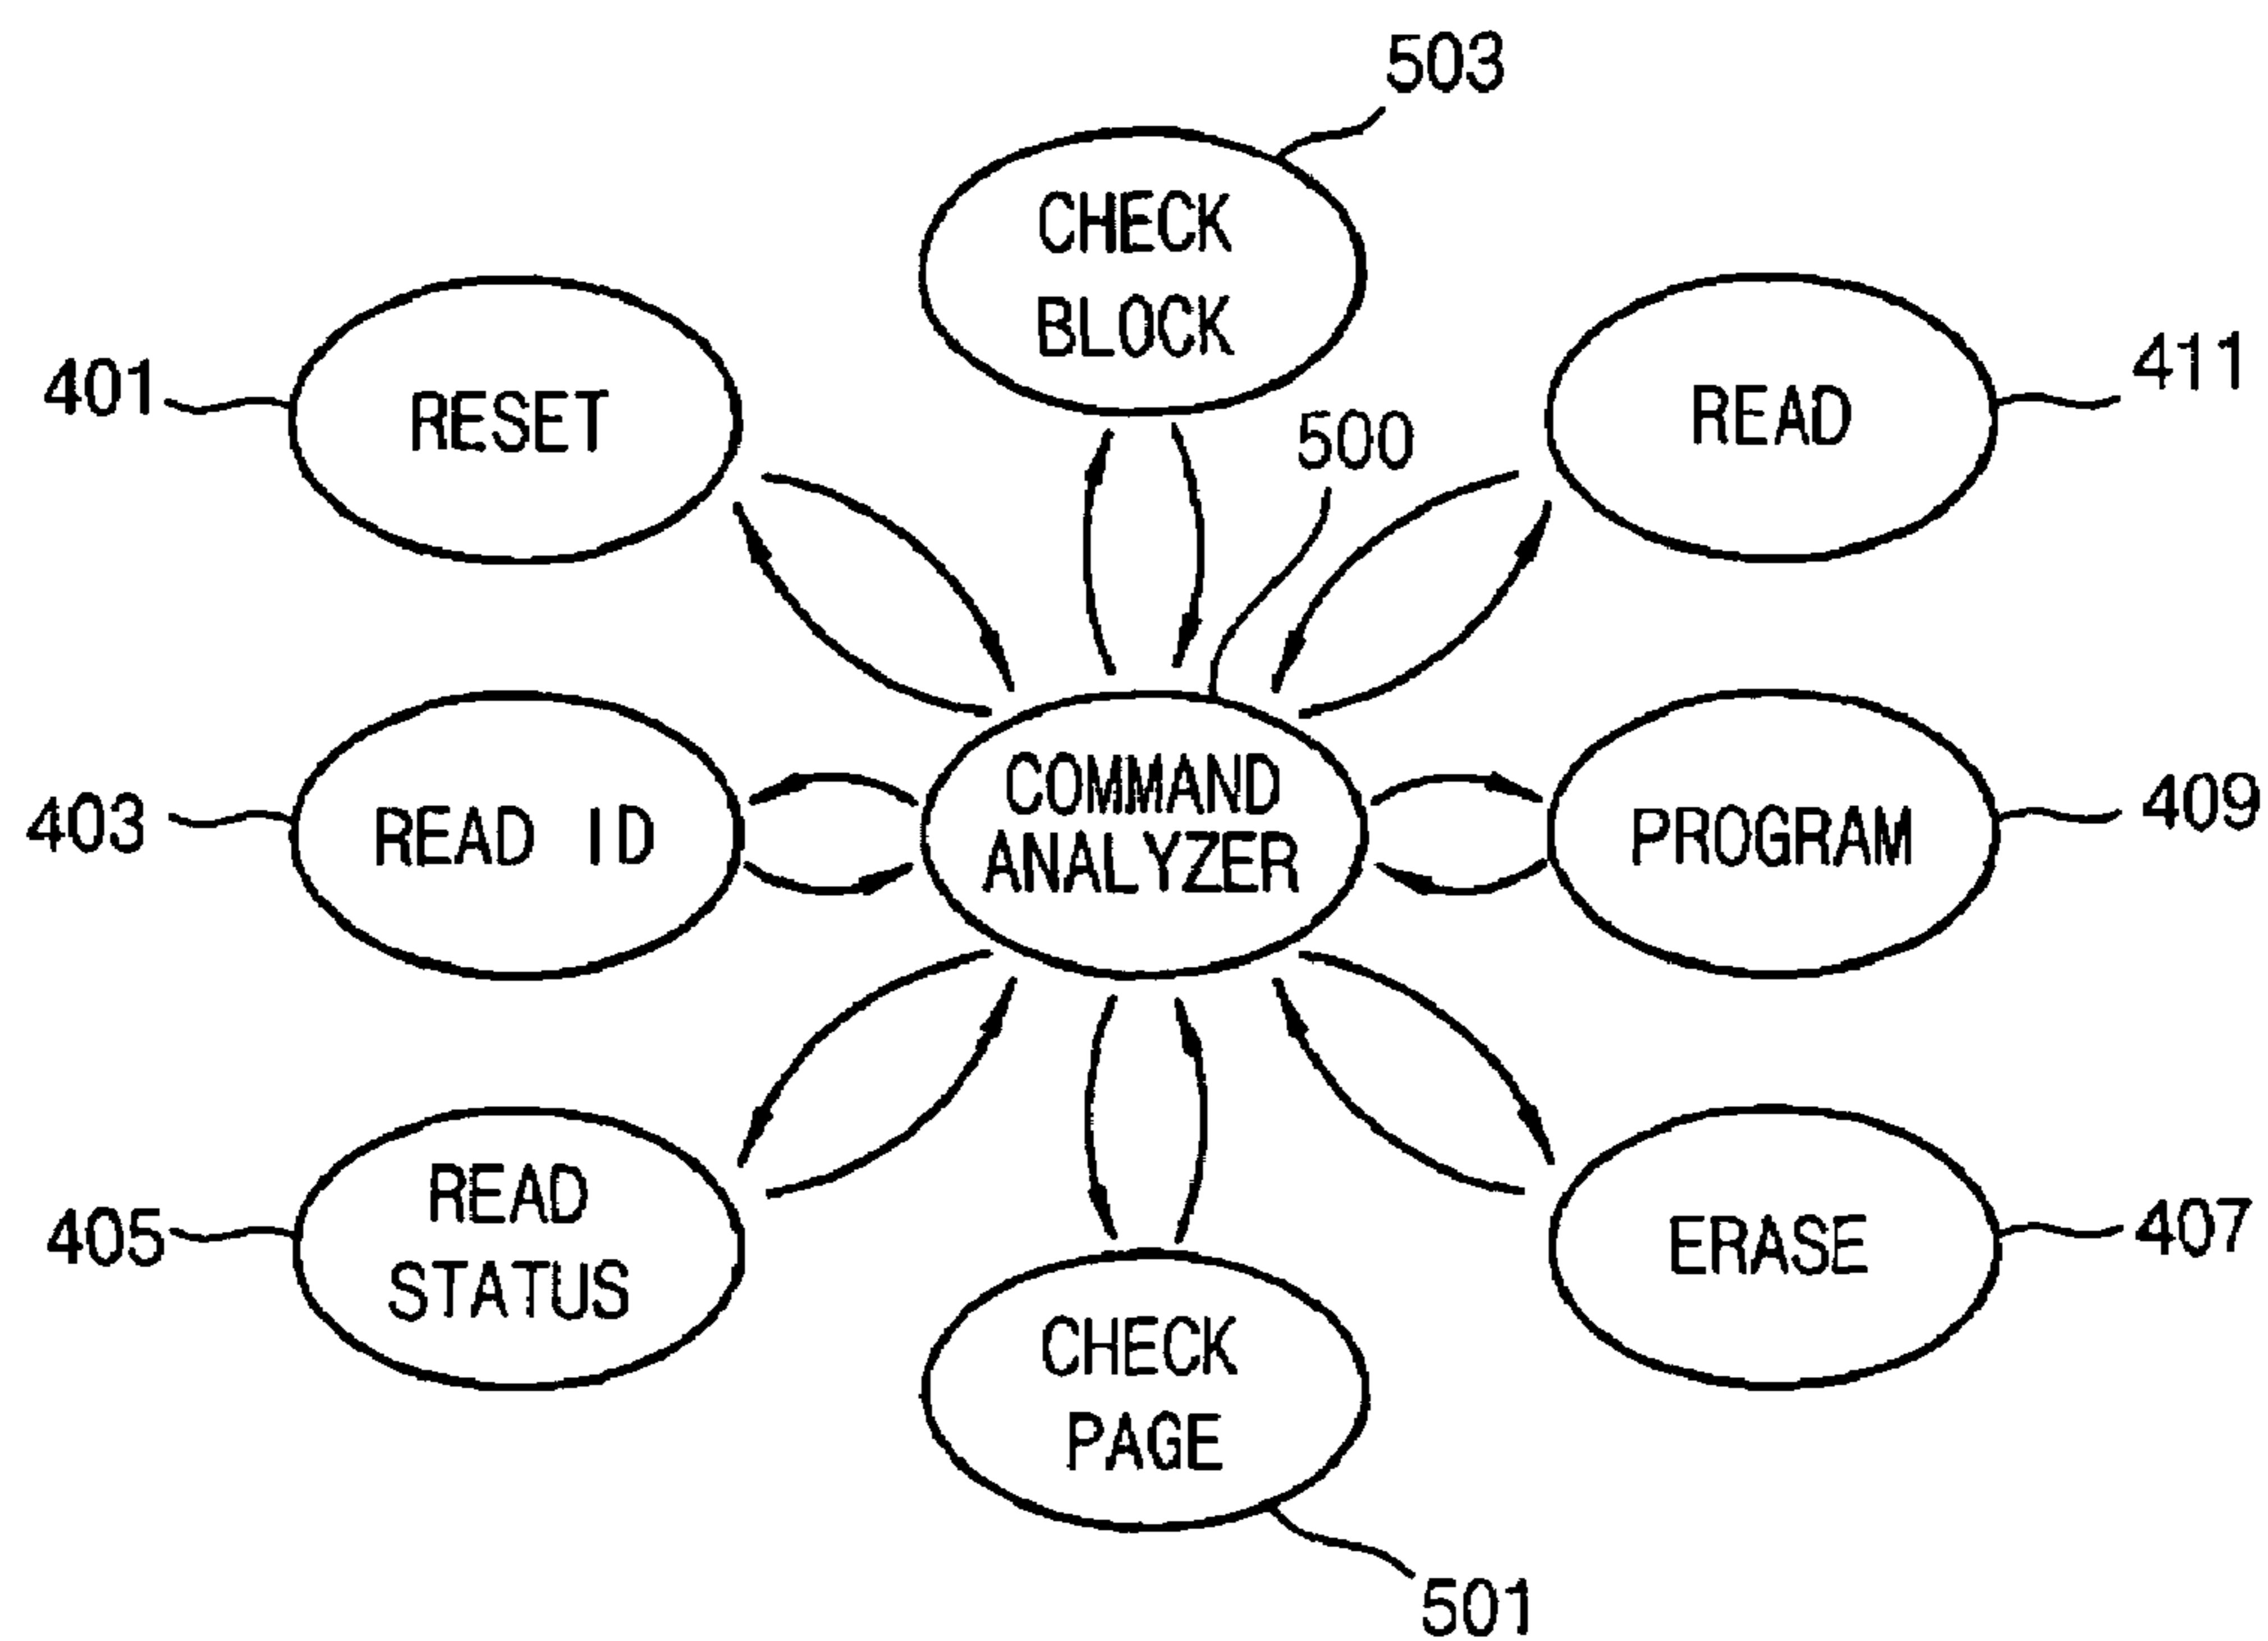 503
CHECK
BLOCK
401
RESET
READ
411
500
403
READ ID
COMMAND
ANALYZER
PROGRAM
409
405
READ
STATUS
ERASE
407
CHECK
PAGE
501